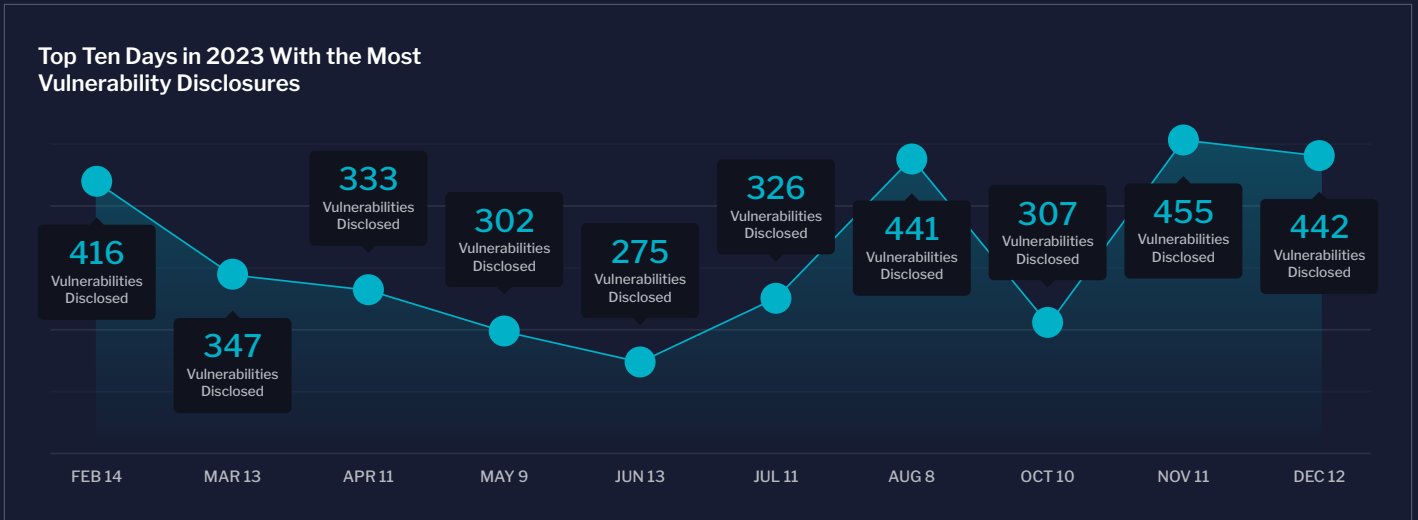 Top Ten Days in 2023 With the Most
Vulnerability Disclosures
416
Vulnerabilities
Disclosed
347
Vulnerabilities
Disclosed
333
Vulnerabilities
Disclosed
302
Vulnerabilities
Disclosed
275
Vulnerabilities
Disclosed
326
Vulnerabilities
Disclosed
441
Vulnerabilities
Disclosed
307
Vulnerabilities
Disclosed
455
Vulnerabilities
Disclosed
442
Vulnerabilities
Disclosed
FEB 14
MAR 13
APR 11
MAY 9
JUN 13
JUL 11
AUG 8
OCT 10
NOV 11
DEC 12